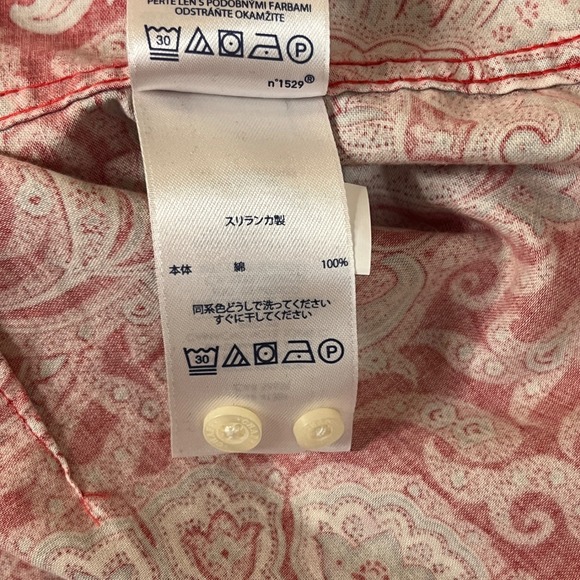 PERTE LEN S PODOBNÝMI FARBAMI
ODSTRÁŇTE OKAMŽITE
30 P
n°1529®
スリランカ製
本体 綿 100%
同系色どうしで洗ってください
すぐに干してください
30 P